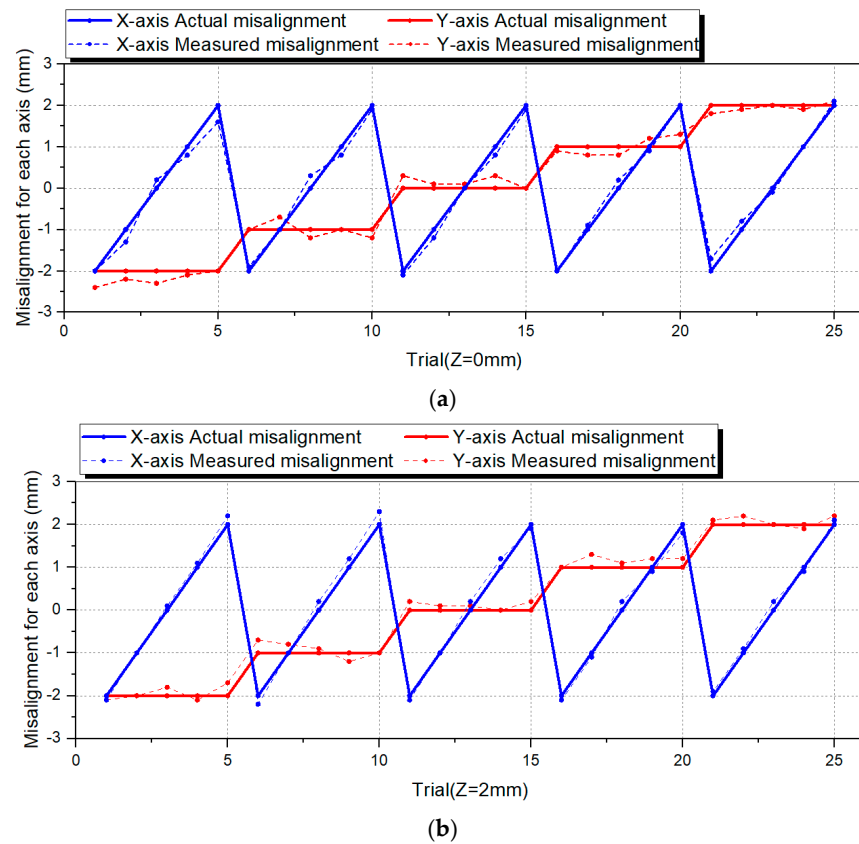 X-axis Actual misalignment Y-axis Actual misalignment
X-axis Measured misalignment Y-axis Measured misalignment
Misalignment for each axis (mm)
3
2
1
0
-1
-2
-3
0 5 10 15 20 25
Trial(Z=0mm)
(a)
X-axis Actual misalignment Y-axis Actual misalignment
X-axis Measured misalignment Y-axis Measured misalignment
Misalignment for each axis (mm)
3
2
1
0
-1
-2
-3
0 5 10 15 20 25
Trial(Z=2mm)
(b)